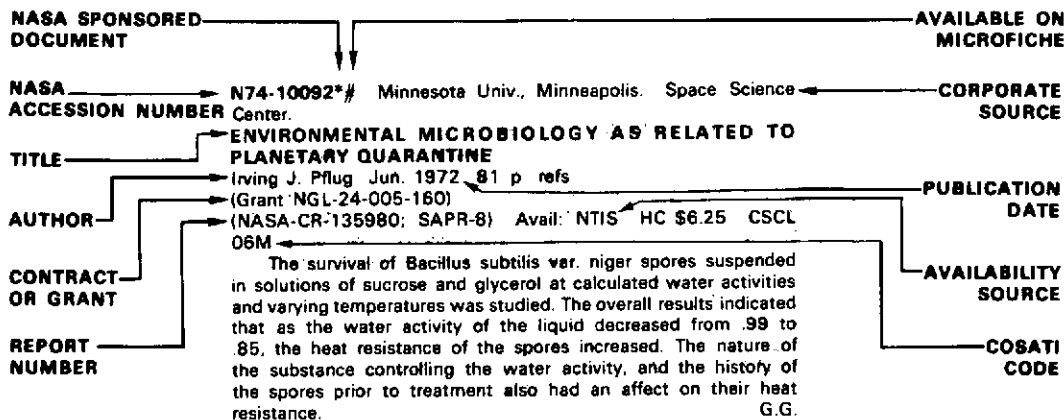 NASA SPONSORED
DOCUMENT
AVAILABLE ON
MICROFICHE
NASA
ACCESSION NUMBER
N74-10092*# Minnesota Univ., Minneapolis. Space Science
Center.
CORPORATE
SOURCE
TITLE
ENVIRONMENTAL MICROBIOLOGY AS RELATED TO
PLANETARY QUARANTINE
AUTHOR
Irving J. Pflug Jun. 1972 81 p refs
PUBLICATION
DATE
(Grant NGL-24-005-160)
CONTRACT
OR GRANT
(NASA-CR-135980; SAPR-8) Avail: NTIS HC $6.25 CSCL
06M
AVAILABILITY
SOURCE
REPORT
NUMBER
COSATI
CODE
The survival of Bacillus subtilis var. niger spores suspended
in solutions of sucrose and glycerol at calculated water activities
and varying temperatures was studied. The overall results indicated
that as the water activity of the liquid decreased from .99 to
.85, the heat resistance of the spores increased. The nature of
the substance controlling the water activity, and the history of
the spores prior to treatment also had an affect on their heat
resistance. G.G.